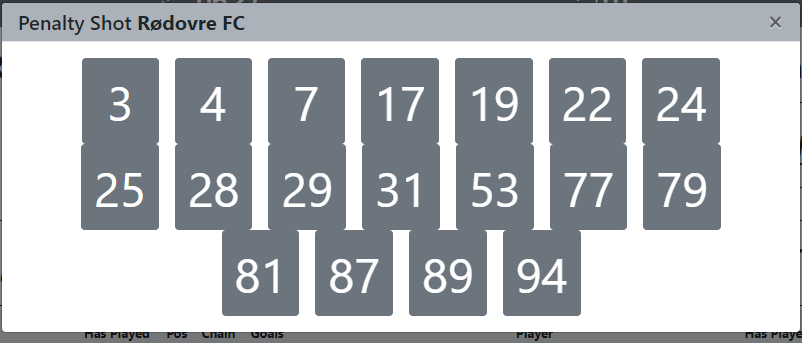 Penalty Shot Rødovre FC ×
3 4 7 17 19 22 24
25 28 29 31 53 77 79
81 87 89 94
Has Played Pos Chain Goals Player Has Playe